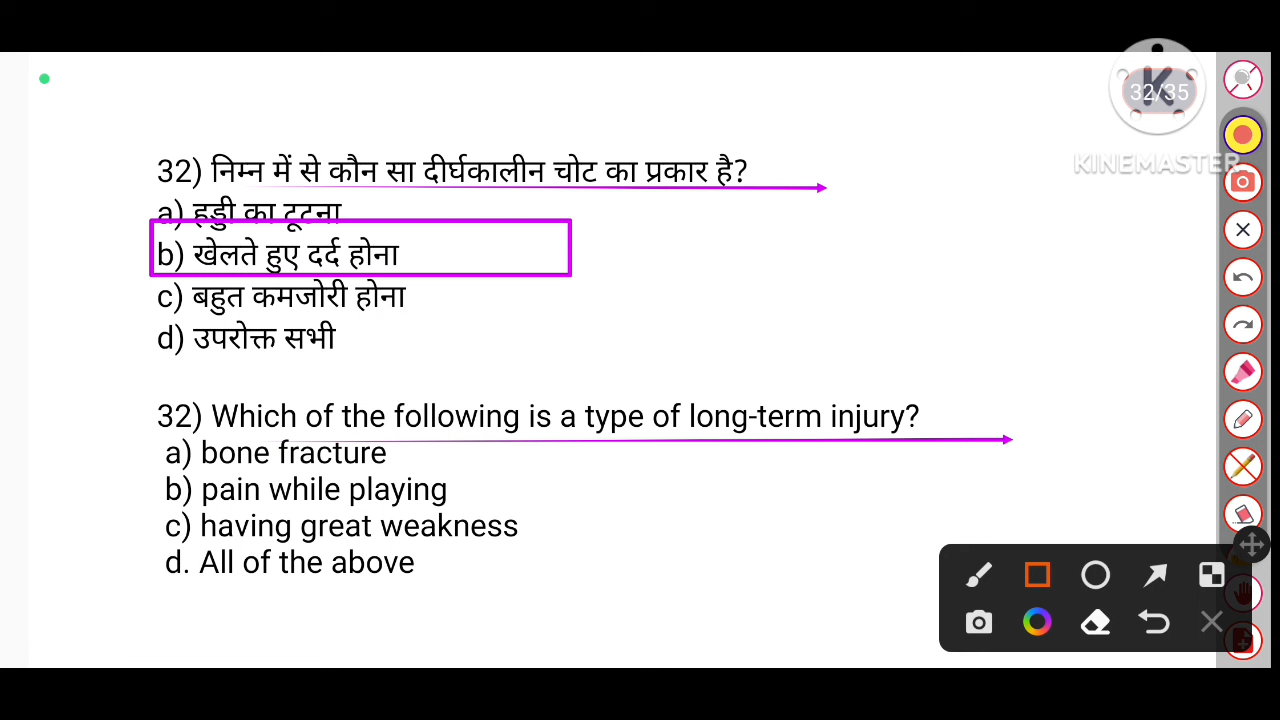 32/35
KINEMASTER
32) निम्न में से कौन सा दीर्घकालीन चोट का प्रकार है?
a) हड्डी का टूटना
b) खेलते हुए दर्द होना
c) बहुत कमजोरी होना
d) उपरोक्त सभी
32) Which of the following is a type of long-term injury?
a) bone fracture
b) pain while playing
c) having great weakness
d. All of the above